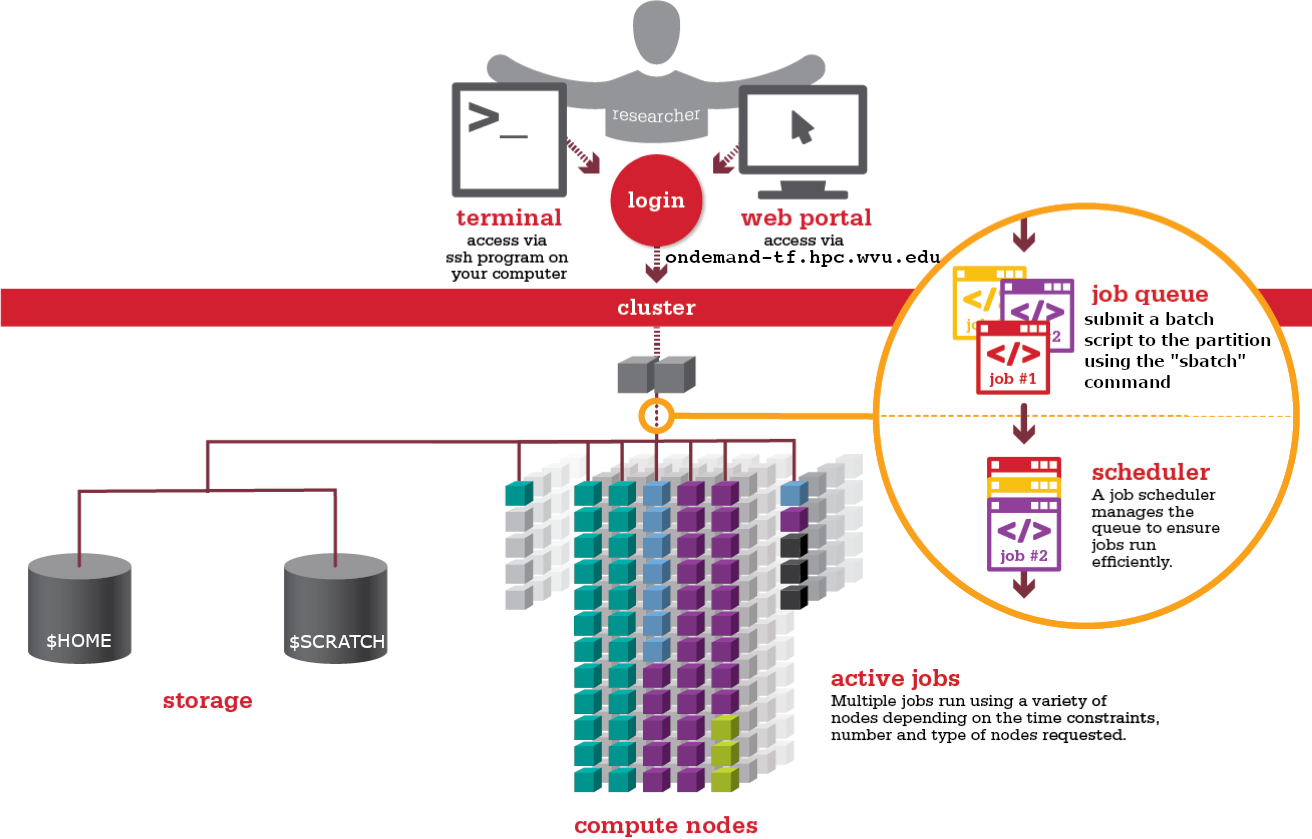 researcher
>_
login
terminal
access via
ssh program on
your computer
web portal
access via
ondemand-tf.hpc.wvu.edu
cluster
</>
</>
2
</>
job #1
job queue
submit a batch
script to the partition
using the "sbatch"
command
</>
job #2
scheduler
A job scheduler
manages the
queue to ensure
jobs run
efficiently.
$HOME
$SCRATCH
storage
active jobs
Multiple jobs run using a variety of
nodes depending on the time constraints,
number and type of nodes requested.
compute nodes